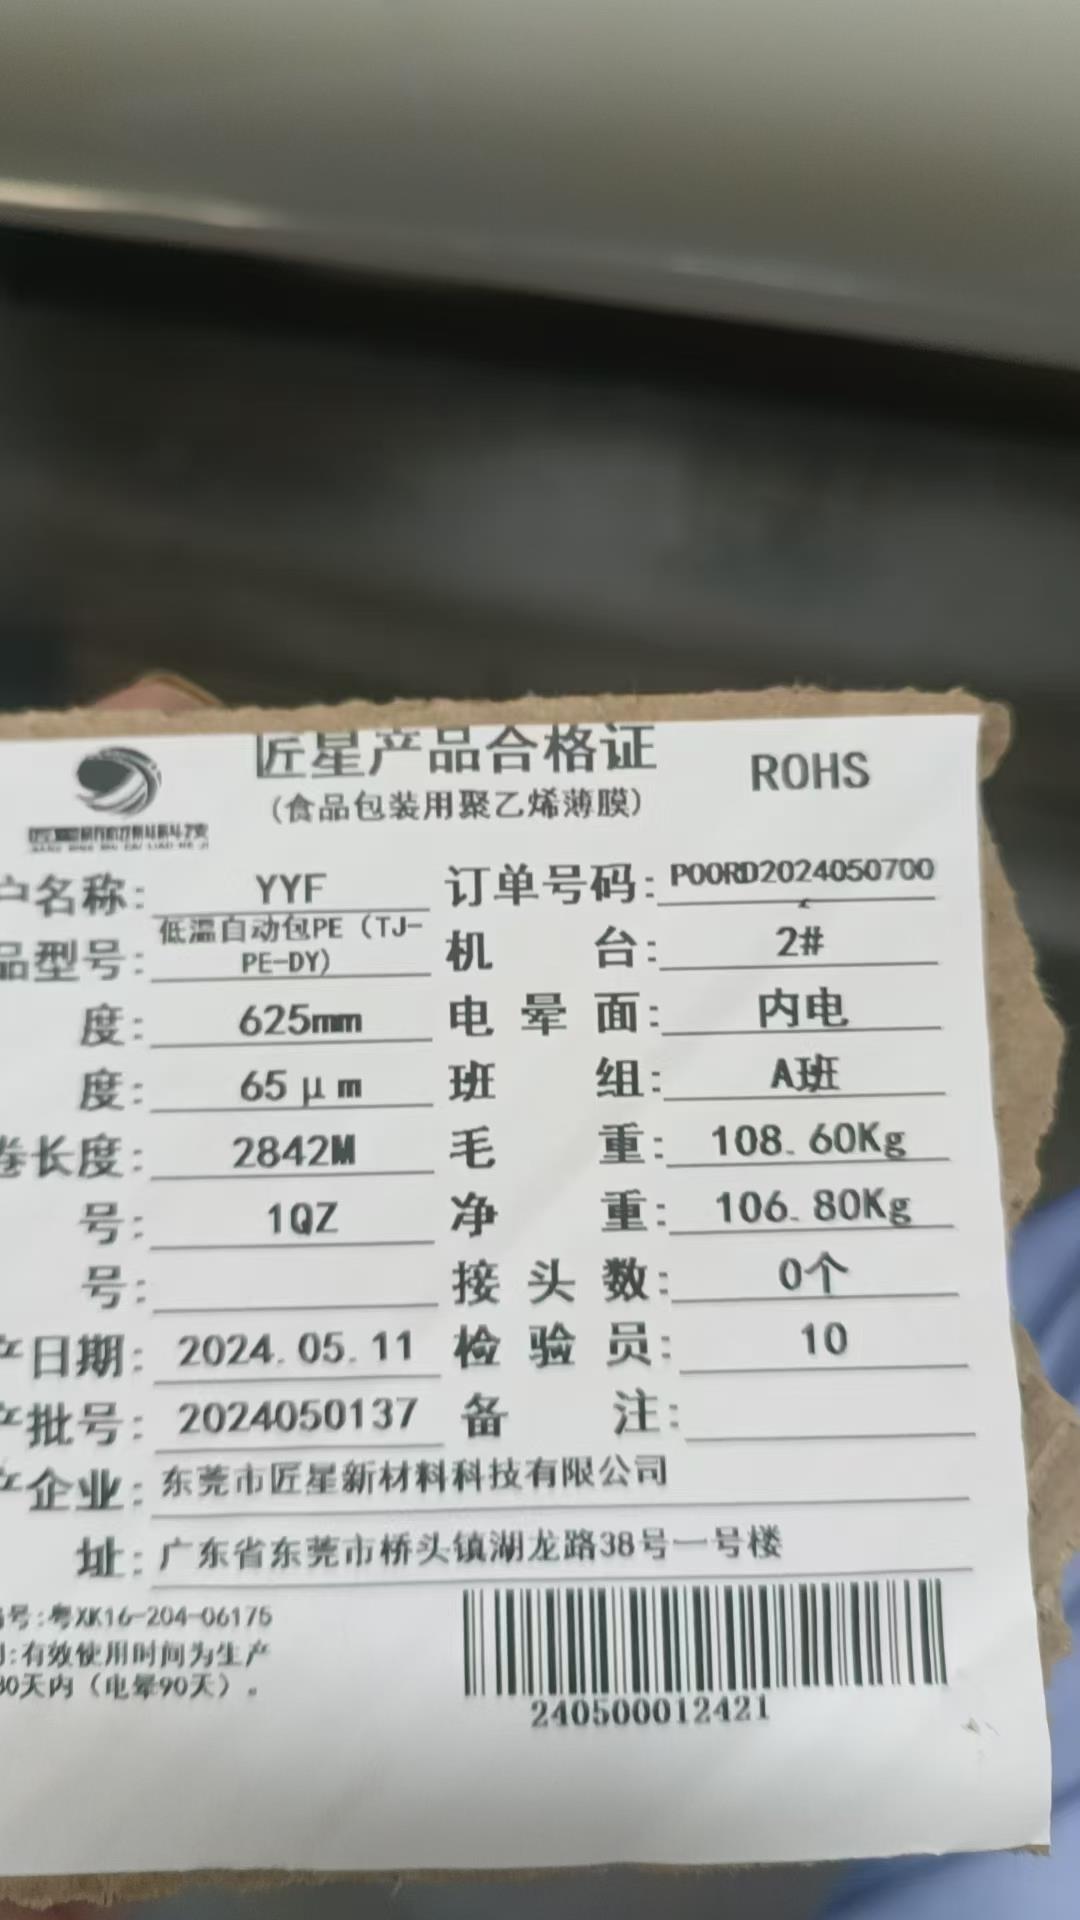 匠星产品合格证
ROHS
(食品包装用聚乙烯薄膜)
户名称: YYF 订单号码: POORD2024050700
品型号: 低温自动包PE（TJ-
PE-DY) 机 台: 2#
度: 625mm 电晕面: 内电
度: 65μm 班 组: A班
卷长度: 2842M 毛 重: 108.60Kg
号: 1QZ 净 重: 106.80Kg
号: 接头数: 0个
产日期: 2024.05.11 检验员: 10
产批号: 2024050137 备 注:
产企业: 东莞市匠星新材料科技有限公司
址: 广东省东莞市桥头镇湖龙路38号一号楼
号:粤XK16-204-06175
:有效使用时间为生产
80天内（电晕90天）。
240500012421